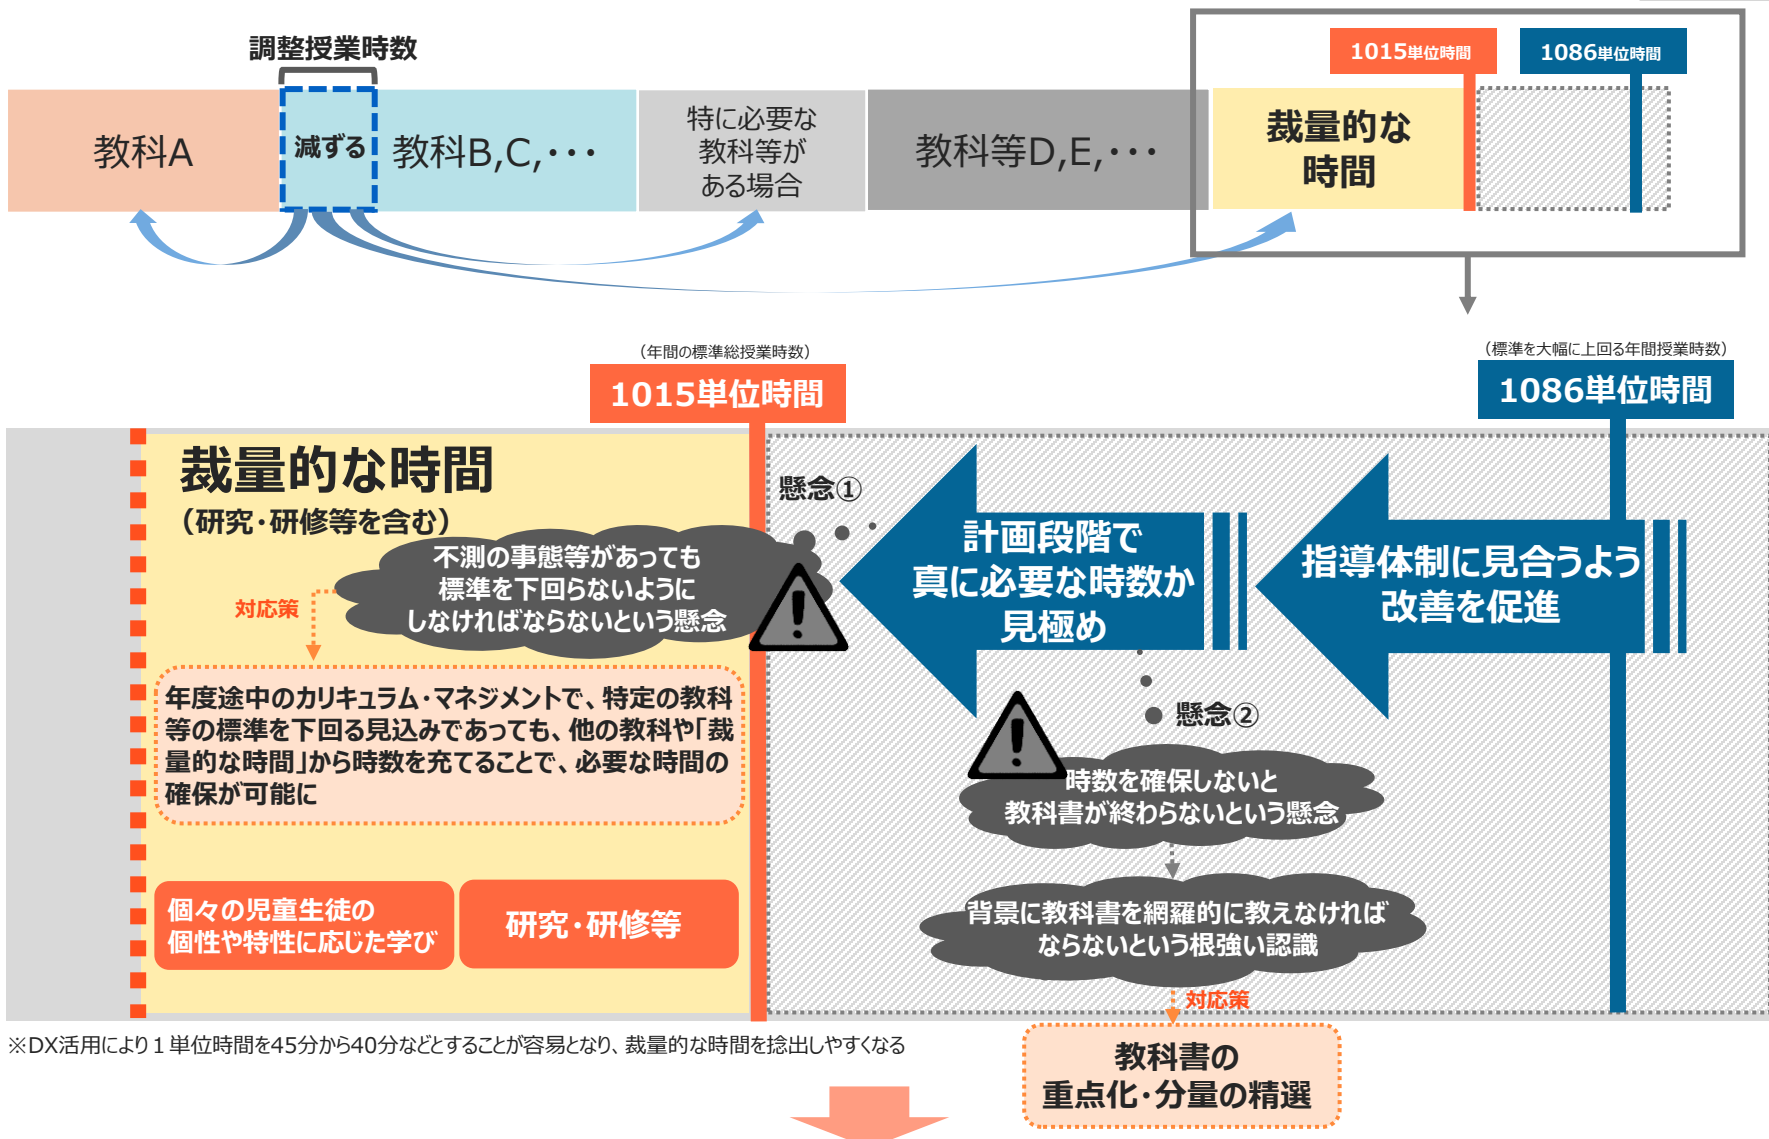 調整授業時数
1015単位時間
1086単位時間
教科A
減ずる
教科B,C,・・・
特に必要な
教科等が
ある場合
教科等D,E,・・・
裁量的な
時間
（年間の標準総授業時数）
1015単位時間
（標準を大幅に上回る年間授業時数）
1086単位時間
裁量的な時間
（研究・研修等を含む）
懸念①
不測の事態等があっても
標準を下回らないように
しなければならないという懸念
対応策
計画段階で
真に必要な時数か
見極め
指導体制に見合うよう
改善を促進
年度途中のカリキュラム・マネジメントで、特定の教科
等の標準を下回る見込みであっても、他の教科や「裁
量的な時間」から時数を充てることで、必要な時間の
確保が可能に
懸念②
時数を確保しないと
教科書が終わらないという懸念
個々の児童生徒の
個性や特性に応じた学び
研究・研修等
背景に教科書を網羅的に教えなければ
ならないという根強い認識
対応策
※DX活用により１単位時間を45分から40分などとすることが容易となり、裁量的な時間を捻出しやすくなる
教科書の
重点化・分量の精選